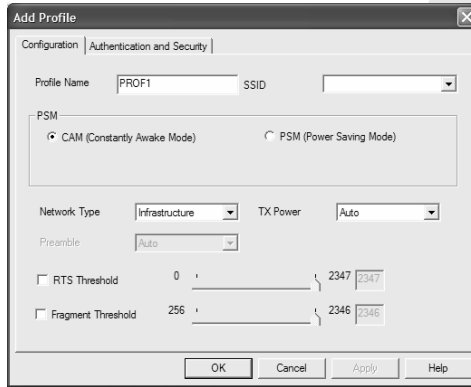 Add Profile
Configuration Authentication and Security
Profile Name PROF1 SSID
PSM
CAM (Constantly Awake Mode) PSM (Power Saving Mode)
Network Type Infrastructure TX Power Auto
Preamble Auto
RTS Threshold 0 2347 2347
Fragment Threshold 256 2346 2346
OK Cancel Apply Help